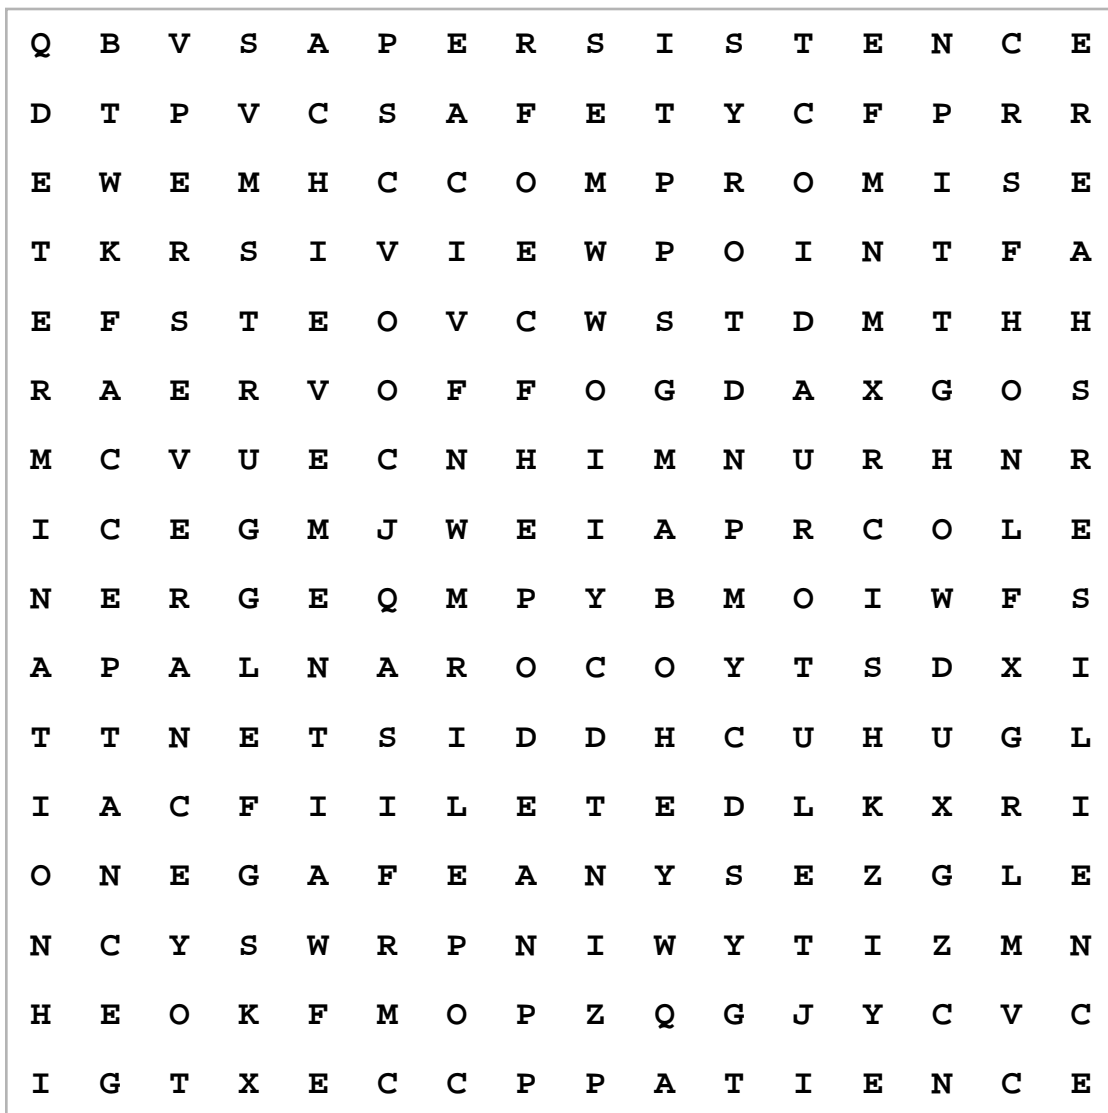 Q B V S A P E R S I S T E N C E
D T P V C S A F E T Y C F P R R
E W E M H C C O M P R O M I S E
T K R S I V I E W P O I N T F A
E F S T E O V C W S T D M T H H
R A E R V O F F O G D A X G O S
M C V U E C N H I M N U R H N R
I C E G M J W E I A P R C O L E
N E R G E Q M P Y B M O I W F S
A P A L N A R O C O Y T S D X I
T T N E T S I D D H C U H U G L
I A C F I I L E T E D L K X R I
O N E G A F E A N Y S E Z G L E
N C Y S W R P N I W Y T I Z M N
H E O K F M O P Z Q G J Y C V C
I G T X E C C P P A T I E N C E